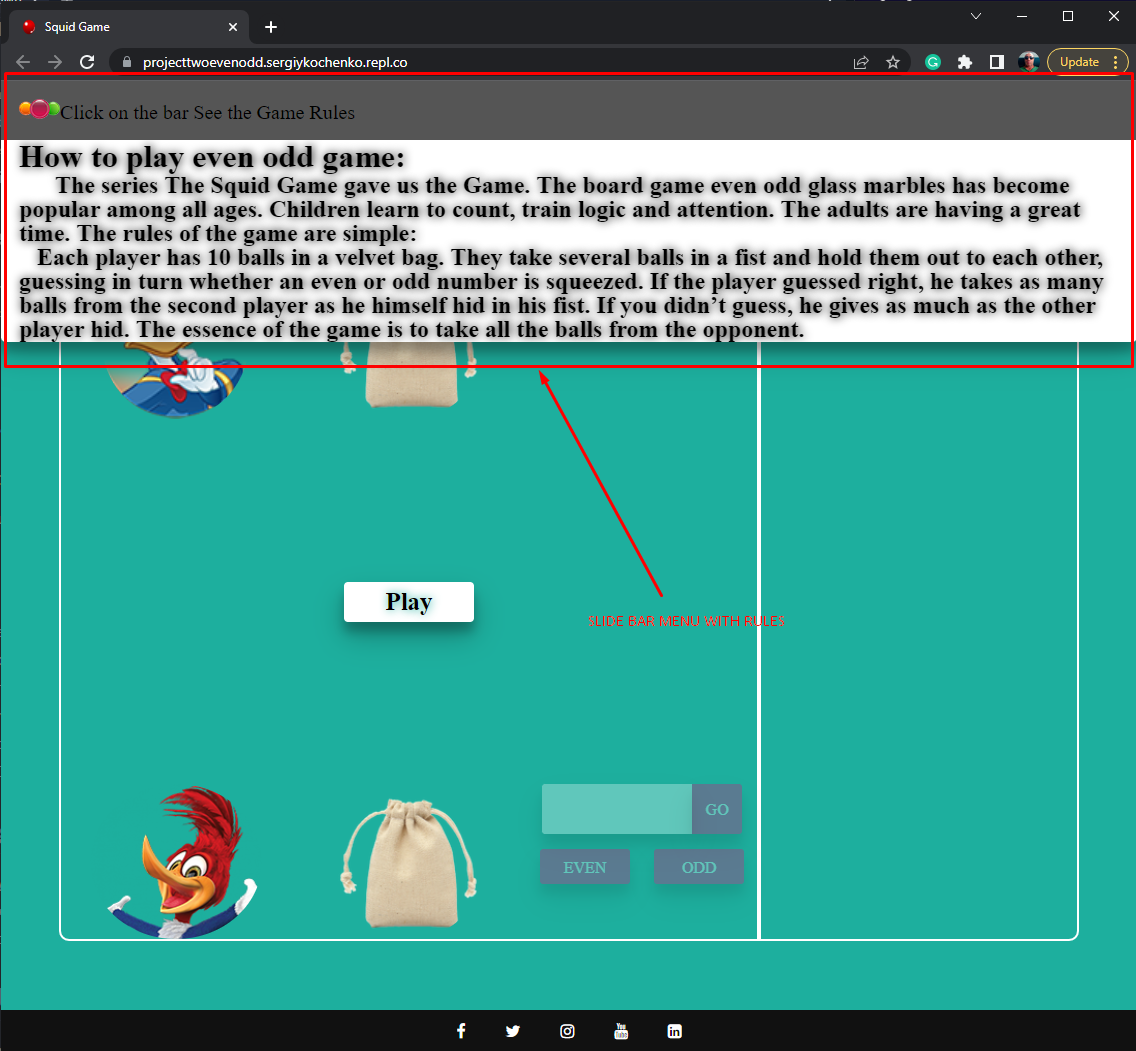 Squid Game
projecttwoevenodd.sergiykochenko.repl.co
G
Update
Click on the bar See the Game Rules
How to play even odd game:
The series The Squid Game gave us the Game. The board game even odd glass marbles has become
popular among all ages. Children learn to count, train logic and attention. The adults are having a great
time. The rules of the game are simple:
Each player has 10 balls in a velvet bag. They take several balls in a fist and hold them out to each other,
guessing in turn whether an even or odd number is squeezed. If the player guessed right, he takes as many
balls from the second player as he himself hid in his fist. If you didn’t guess, he gives as much as the other
player hid. The essence of the game is to take all the balls from the opponent.
Play
SLIDE BAR MENU WITH RULES
GO
EVEN ODD
You
Tube
in